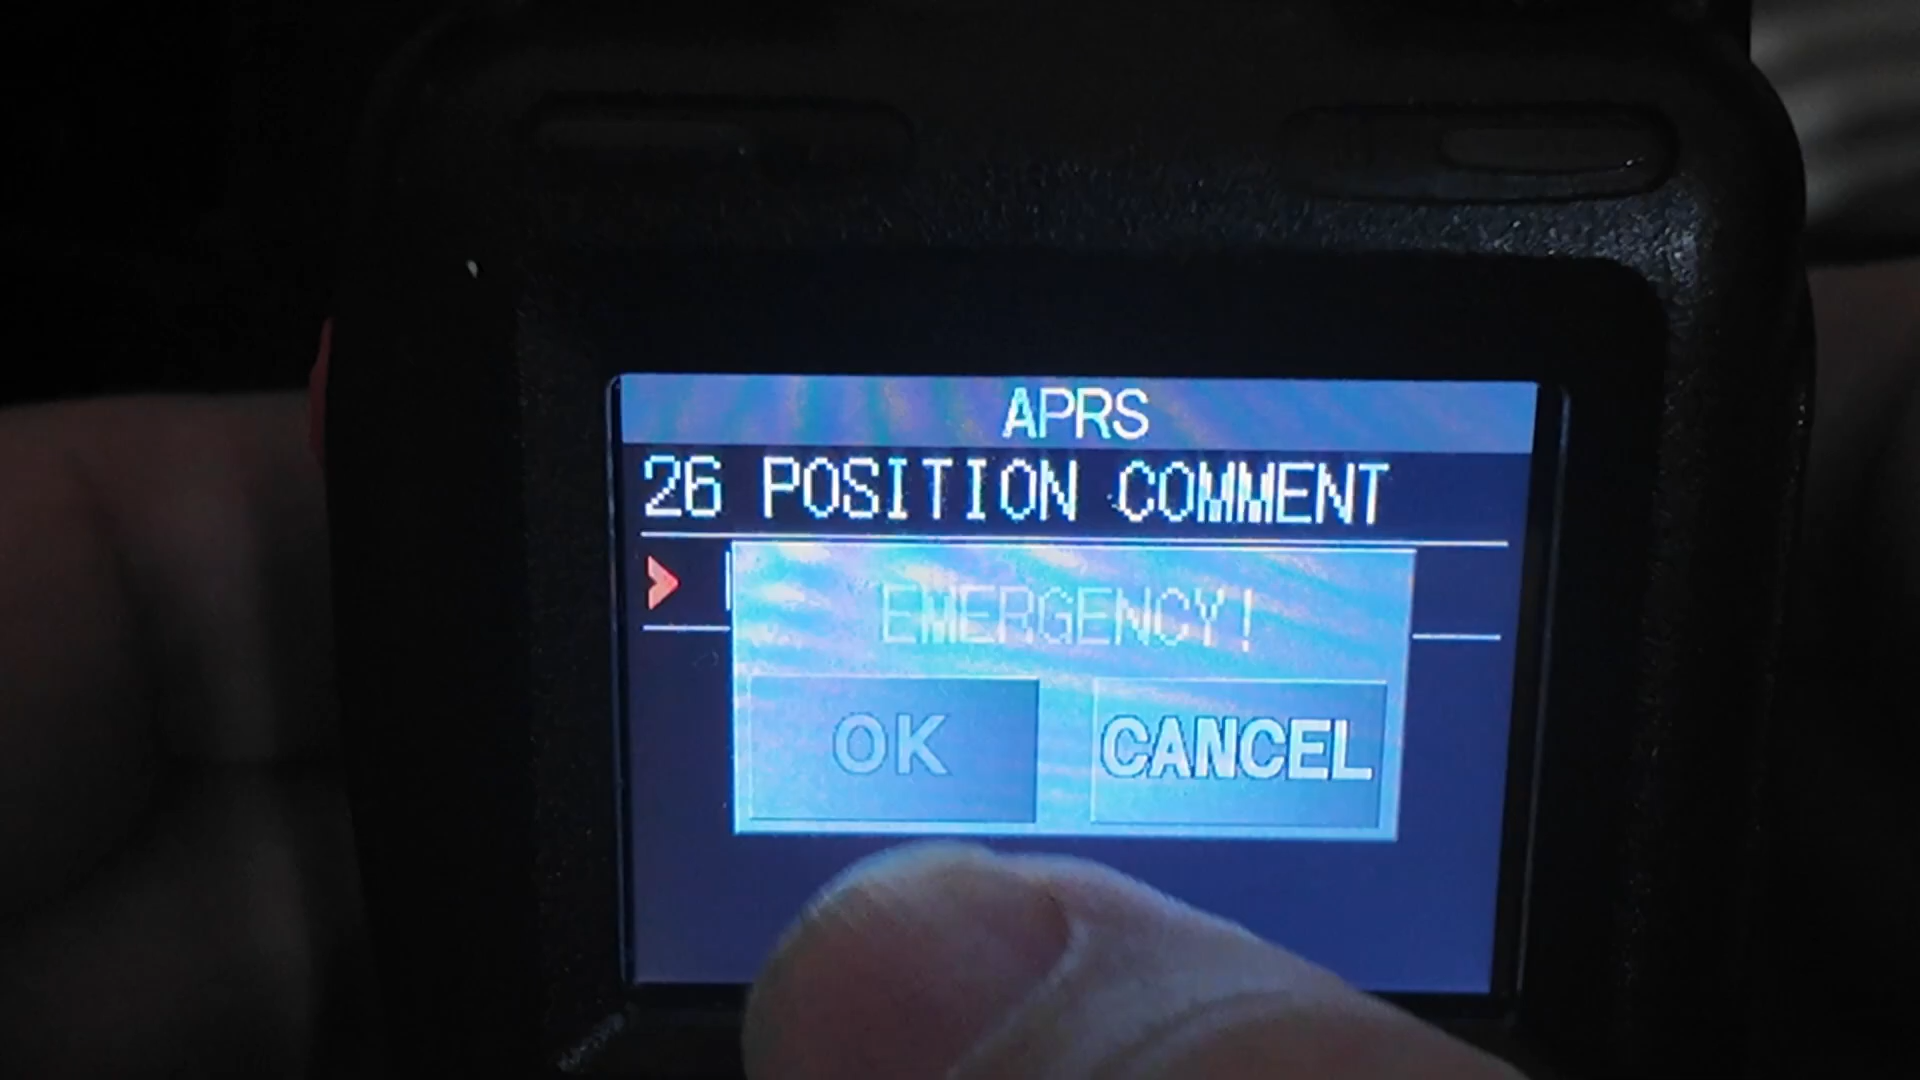 APRS
26 POSITION COMMENT
EMERGENCY!
OK
CANCEL